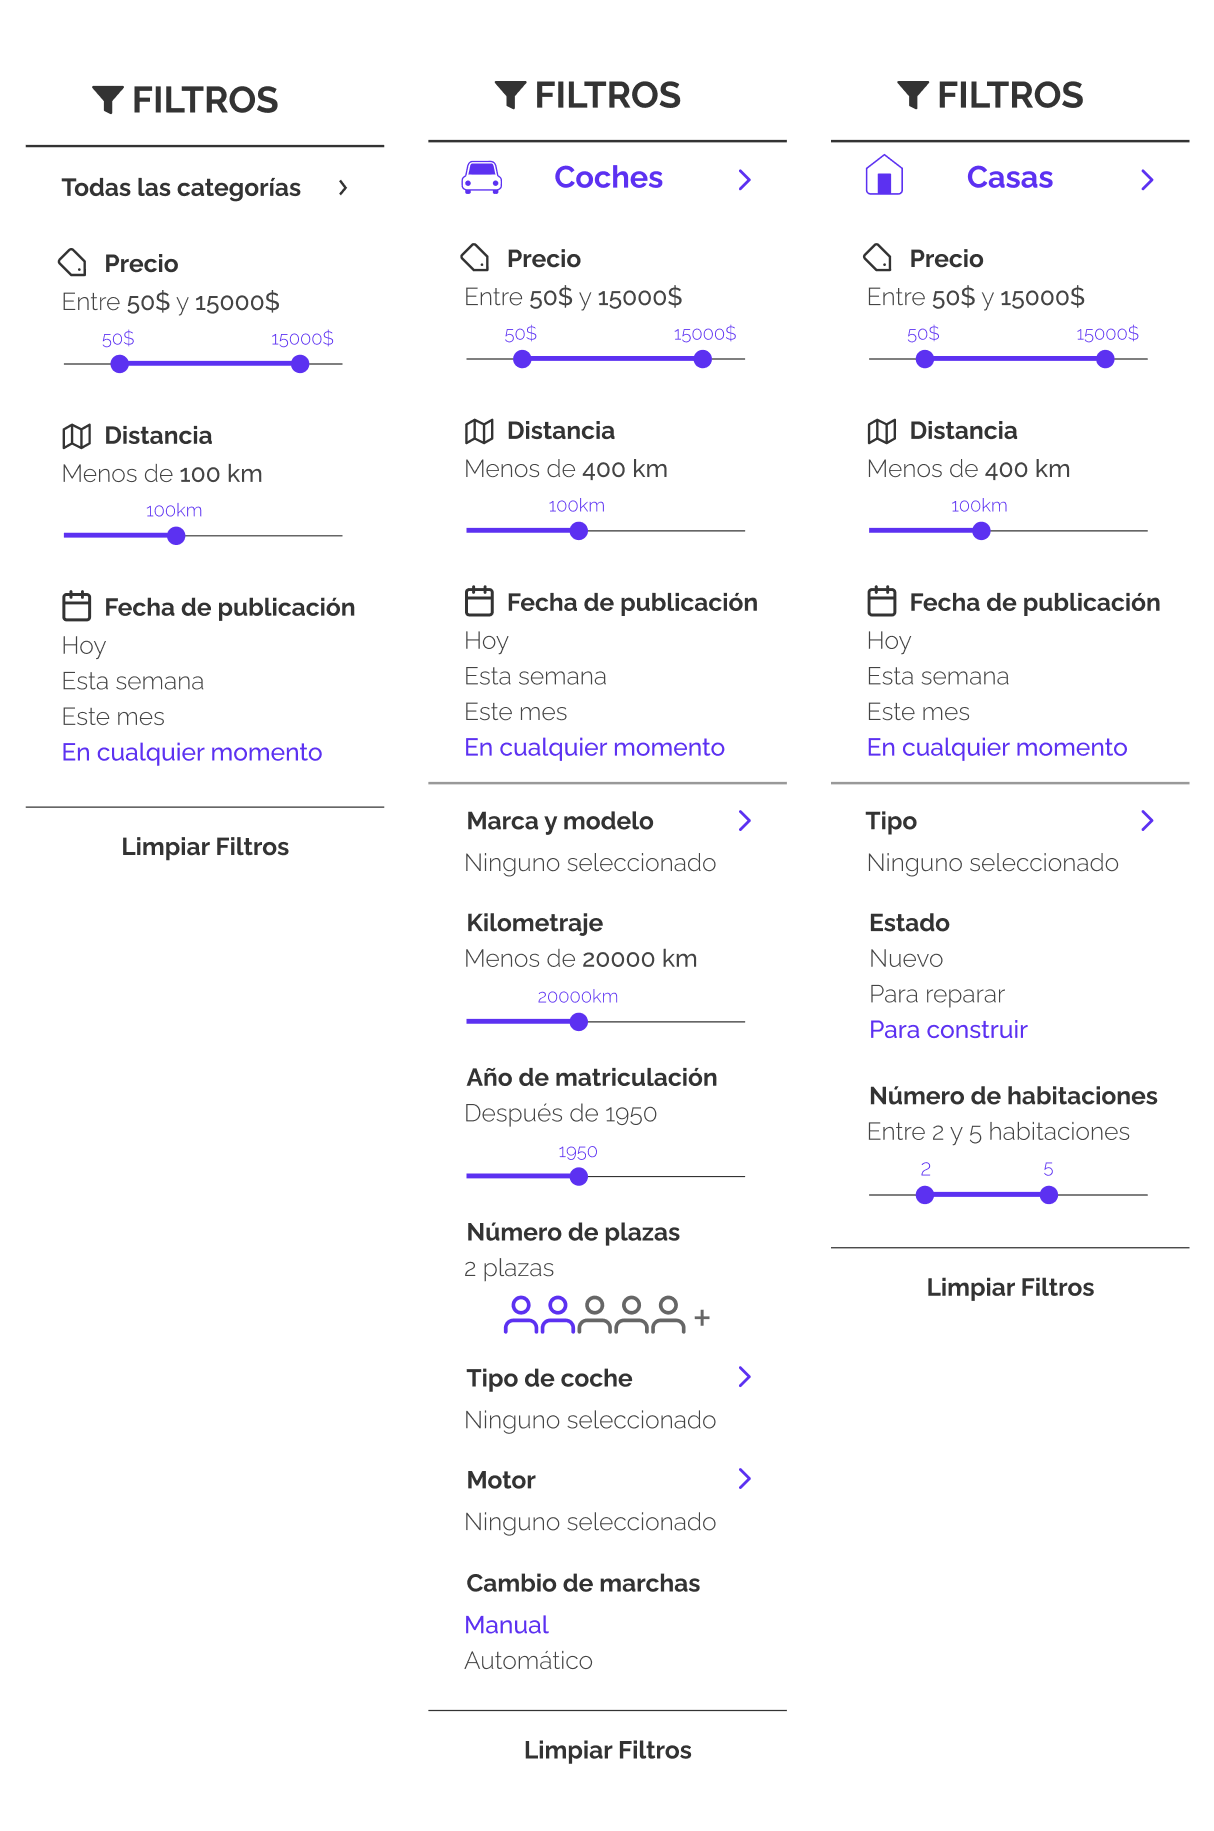 FILTROS
Todas las categorías
Precio
Entre 50$ y 15000$
50$ 15000$
Distancia
Menos de 100 km
100km
Fecha de publicación
Hoy
Esta semana
Este mes
En cualquier momento
Limpiar Filtros
FILTROS
Coches
Precio
Entre 50$ y 15000$
50$ 15000$
Distancia
Menos de 400 km
100km
Fecha de publicación
Hoy
Esta semana
Este mes
En cualquier momento
Marca y modelo
Ninguno seleccionado
Kilometraje
Menos de 20000 km
20000km
Año de matriculación
Después de 1950
1950
Número de plazas
2 plazas
+
Tipo de coche
Ninguno seleccionado
Motor
Ninguno seleccionado
Cambio de marchas
Manual
Automático
Limpiar Filtros
FILTROS
Casas
Precio
Entre 50$ y 15000$
50$ 15000$
Distancia
Menos de 400 km
100km
Fecha de publicación
Hoy
Esta semana
Este mes
En cualquier momento
Tipo
Ninguno seleccionado
Estado
Nuevo
Para reparar
Para construir
Número de habitaciones
Entre 2 y 5 habitaciones
2 5
Limpiar Filtros